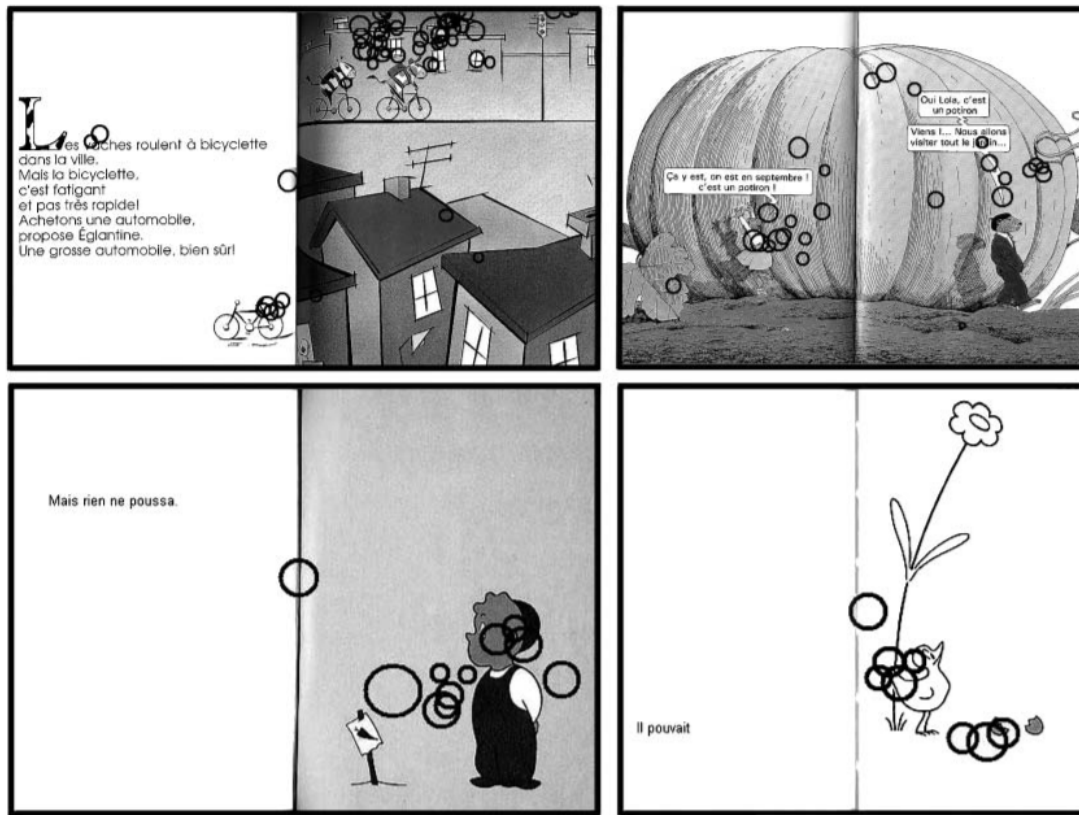 Les vaches roulent à bicyclette
dans la ville.
Mais la bicyclette,
c'est fatigant
et pas très rapide!
Achetons une automobile,
propose Églantine.
Une grosse automobile, bien sûr!
Ça y est, on est en septembre !
c'est un potiron !
Oui Lola, c'est
un potiron
Viens !... Nous allons
visiter tout le jardin...
Mais rien ne poussa.
Il pouvait